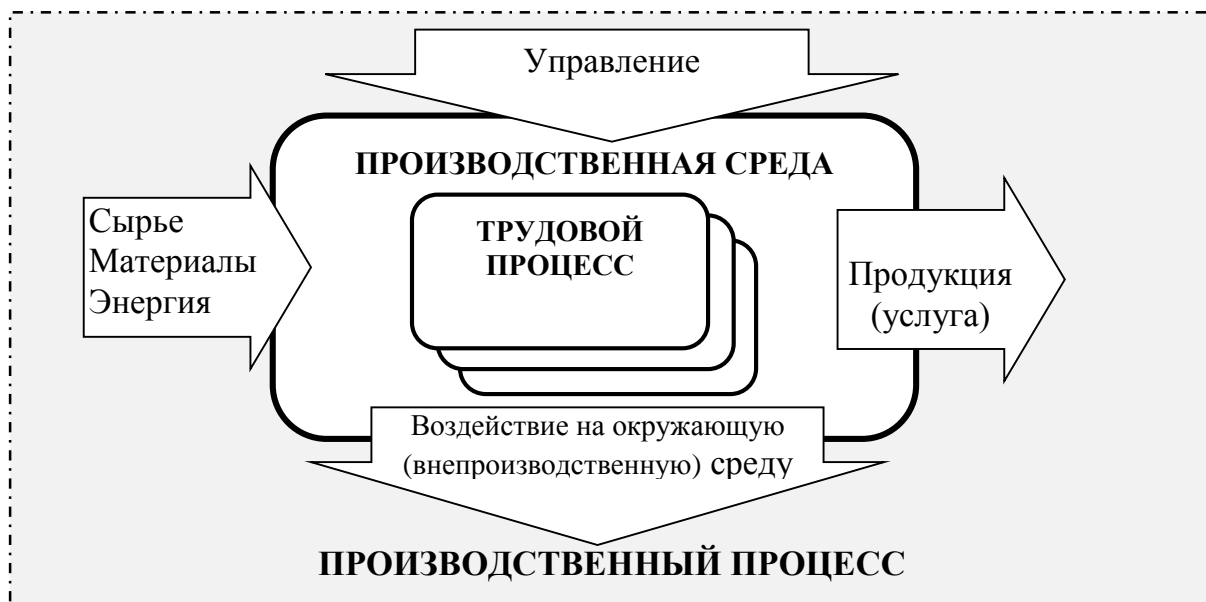 Управление
ПРОИЗВОДСТВЕННАЯ СРЕДА
Сырье
Материалы
Энергия
ТРУДОВОЙ
ПРОЦЕСС
Продукция
(услуга)
Воздействие на окружающую
(внепроизводственную) среду
ПРОИЗВОДСТВЕННЫЙ ПРОЦЕСС